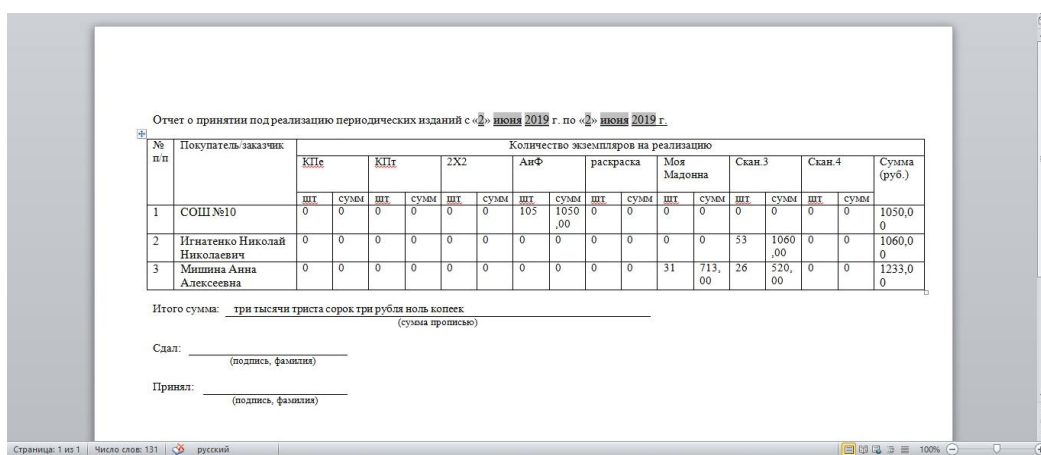 Отчет о принятии под реализацию периодических изданий с «2» июня 2019 г. по «2» июня 2019 г.
№ п/п Покупатель/заказчик Количество экземпляров на реализацию
КПе КПт 2Х2 АиФ раскраска Моя Мадонна Скан.3 Скан.4 Сумма (руб.)
шт сумм шт сумм шт сумм шт сумм шт сумм шт сумм шт сумм шт сумм
1 СОШ №10 0 0 0 0 0 0 105 1050,00 0 0 0 0 0 0 0 0 1050,00
2 Игнатенко Николай Николаевич 0 0 0 0 0 0 0 0 0 0 0 0 53 1060,00 0 0 1060,00
3 Мишина Анна Алексеевна 0 0 0 0 0 0 0 0 0 0 31 713,00 26 520,00 0 0 1233,00
Итого сумма: три тысячи триста сорок три рубля ноль копеек
(сумма прописью)
Сдал:
(подпись, фамилия)
Принял:
(подпись, фамилия)
Страница: 1 из 1 Число слов: 131 русский 100%